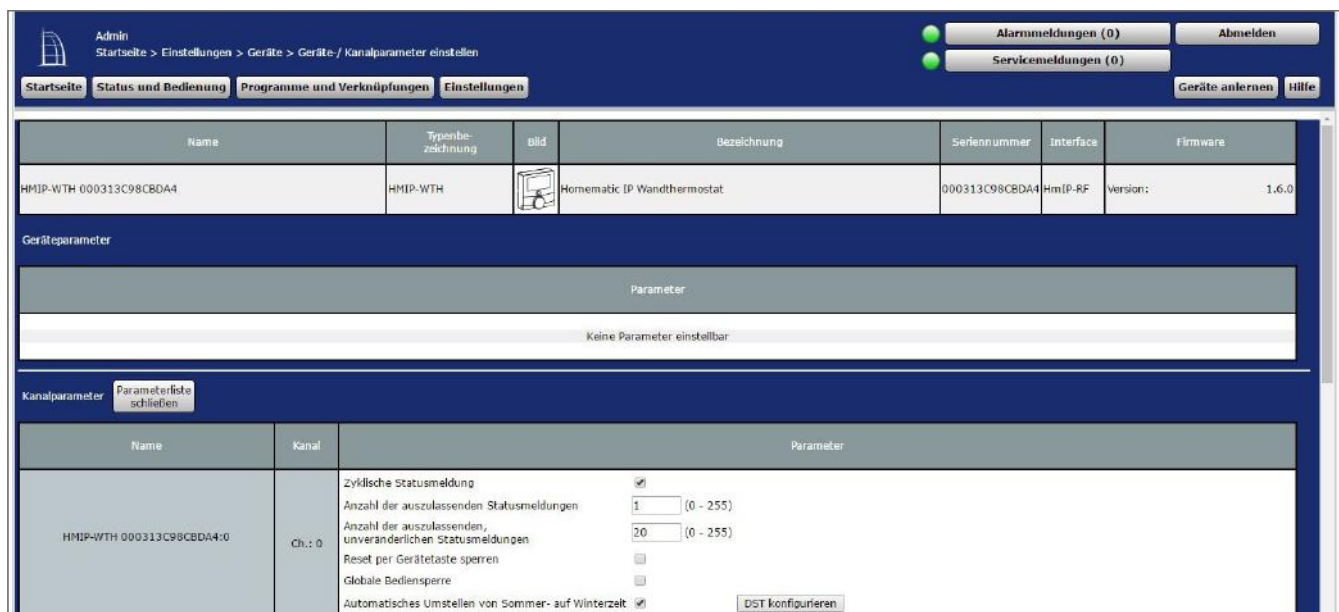 Admin
Startseite > Einstellungen > Geräte > Geräte-/ Kanalparameter einstellen
Alarmmeldungen (0)
Abmelden
Servicemeldungen (0)
Startseite
Status und Bedienung
Programme und Verknüpfungen
Einstellungen
Geräte anlernen
Hilfe
Name
Typenbe-
zeichnung
Bild
Bezeichnung
Seriennummer
Interface
Firmware
HMIP-WTH 000313C98CBDA4
HMIP-WTH
Homematic IP Wandthermostat
000313C98CBDA4
HmIP-RF
Version: 1.6.0
Geräteparameter
Parameter
Keine Parameter einstellbar
Kanalparameter
Parameterliste
schließen
Name
Kanal
Parameter
HMIP-WTH 000313C98CBDA4:0
Ch.: 0
Zyklische Statusmeldung
Anzahl der auszulassenden Statusmeldungen 1 (0 - 255)
Anzahl der auszulassenden,
unveränderlichen Statusmeldungen 20 (0 - 255)
Reset per Gerätetaste sperren
Globale Bediensperre
Automatisches Umstellen von Sommer- auf Winterzeit DST konfigurieren